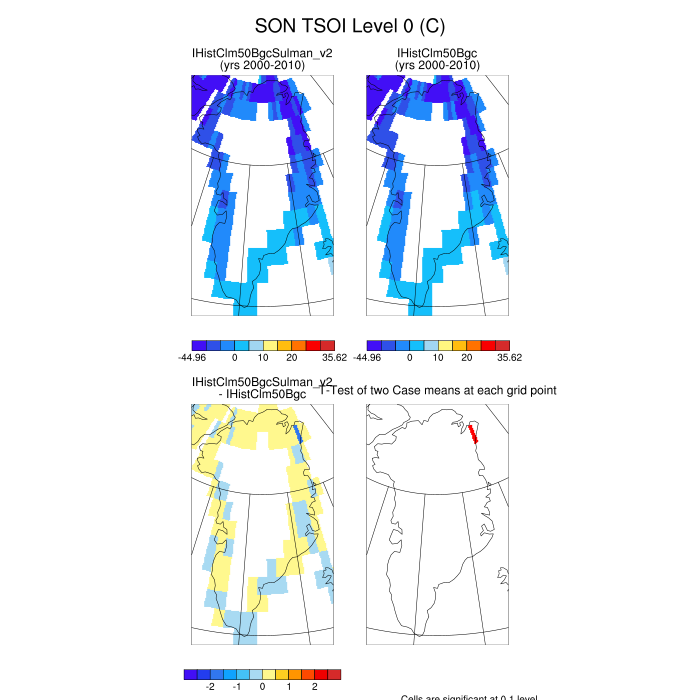 SON TSOI Level 0 (C)
IHistClm50BgcSulman_v2
(yrs 2000-2010)
IHistClm50Bgc
(yrs 2000-2010)
-44.96 0 10 20 35.62
-44.96 0 10 20 35.62
IHistClm50BgcSulman_v2
- IHistClm50Bgc
T-Test of two Case means at each grid point
-2 -1 0 1 2
Cells are significant at 0.1 level